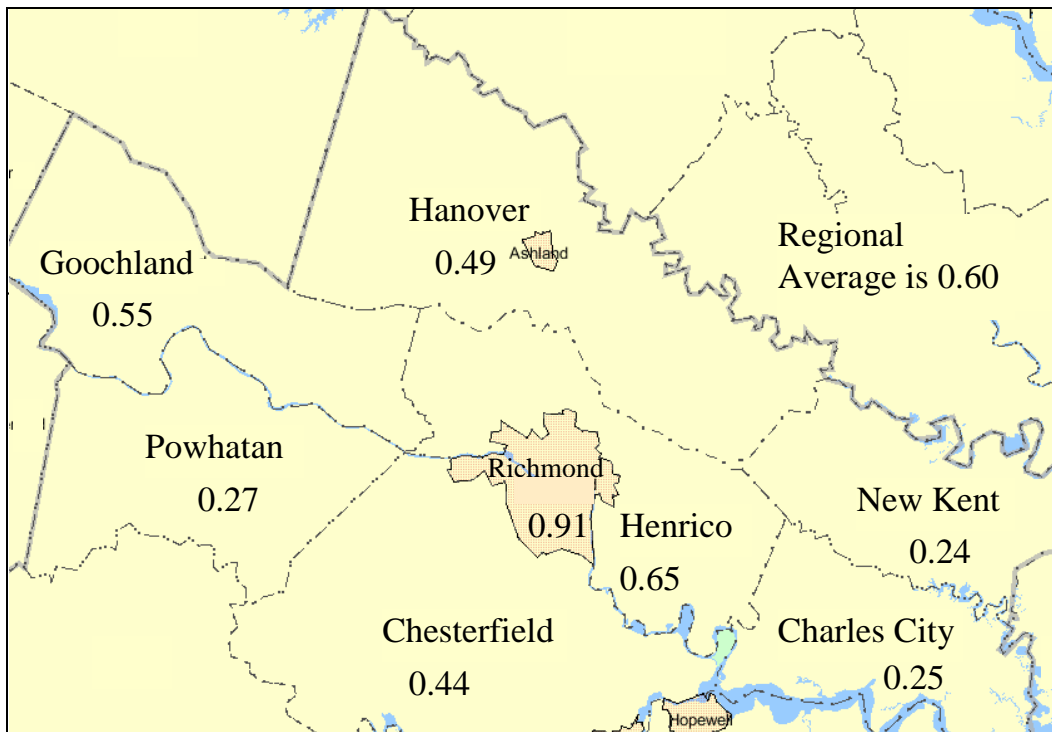 Hanover
0.49
Ashland
Regional
Average is 0.60
Goochland
0.55
Powhatan
0.27
Richmond
0.91
Henrico
0.65
New Kent
0.24
Chesterfield
0.44
Charles City
0.25
Hopewell